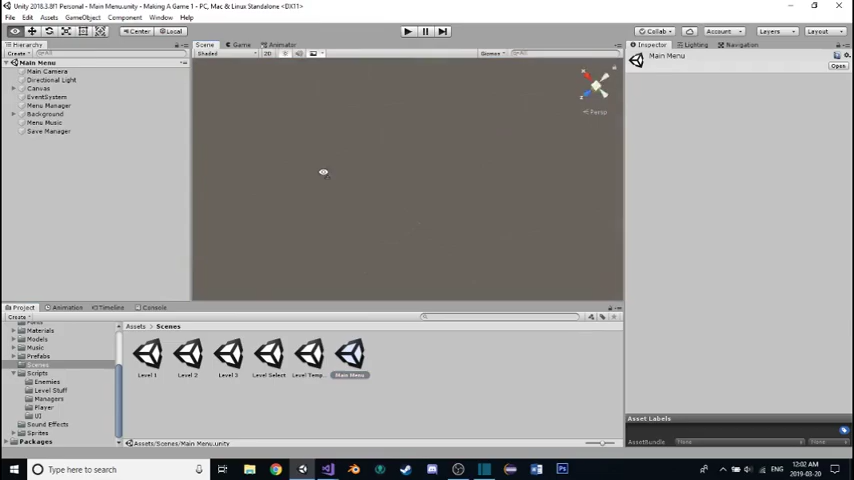 Unity 2018.3.8f1 Personal - Main Menu.unity - Making A Game 1 - PC, Mac & Linux Standalone <DX11>
File Edit Assets GameObject Component Window Help
Center Local Collab Account Layers Layout
Hierarchy Scene Game Animator Inspector Lighting Navigation
Create Shaded 2D Gizmos Main Menu
Main Menu
Open
Main Camera
Directional Light
Canvas
EventSystem
Menu Manager
Background
Menu Music
Save Manager
Persp
Project Animation Timeline Console
Create
Assets Scenes
Materials
Models
Music
Prefabs
Scenes
Scripts
Enemies
Level Stuff
Managers
Player
UI
Sound Effects
Sprites
Packages
Level 1 Level 2 Level 3 Level Select Level Temp... Main Menu
Asset Labels
AssetBundle None None
Assets/Scenes/Main Menu.unity
Type here to search
ENG
12:02 AM
2019-03-20